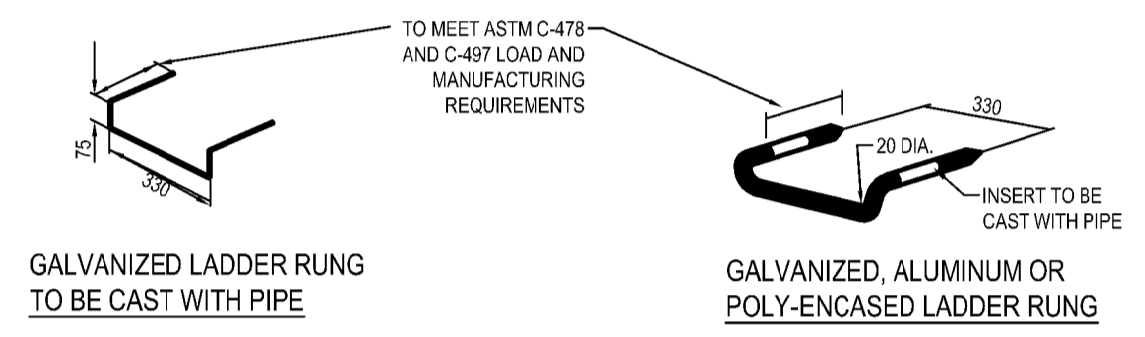 TO MEET ASTM C-478
AND C-497 LOAD AND
MANUFACTURING
REQUIREMENTS
75
330
330
20 DIA.
INSERT TO BE
CAST WITH PIPE
GALVANIZED LADDER RUNG
TO BE CAST WITH PIPE
GALVANIZED, ALUMINUM OR
POLY-ENCASED LADDER RUNG